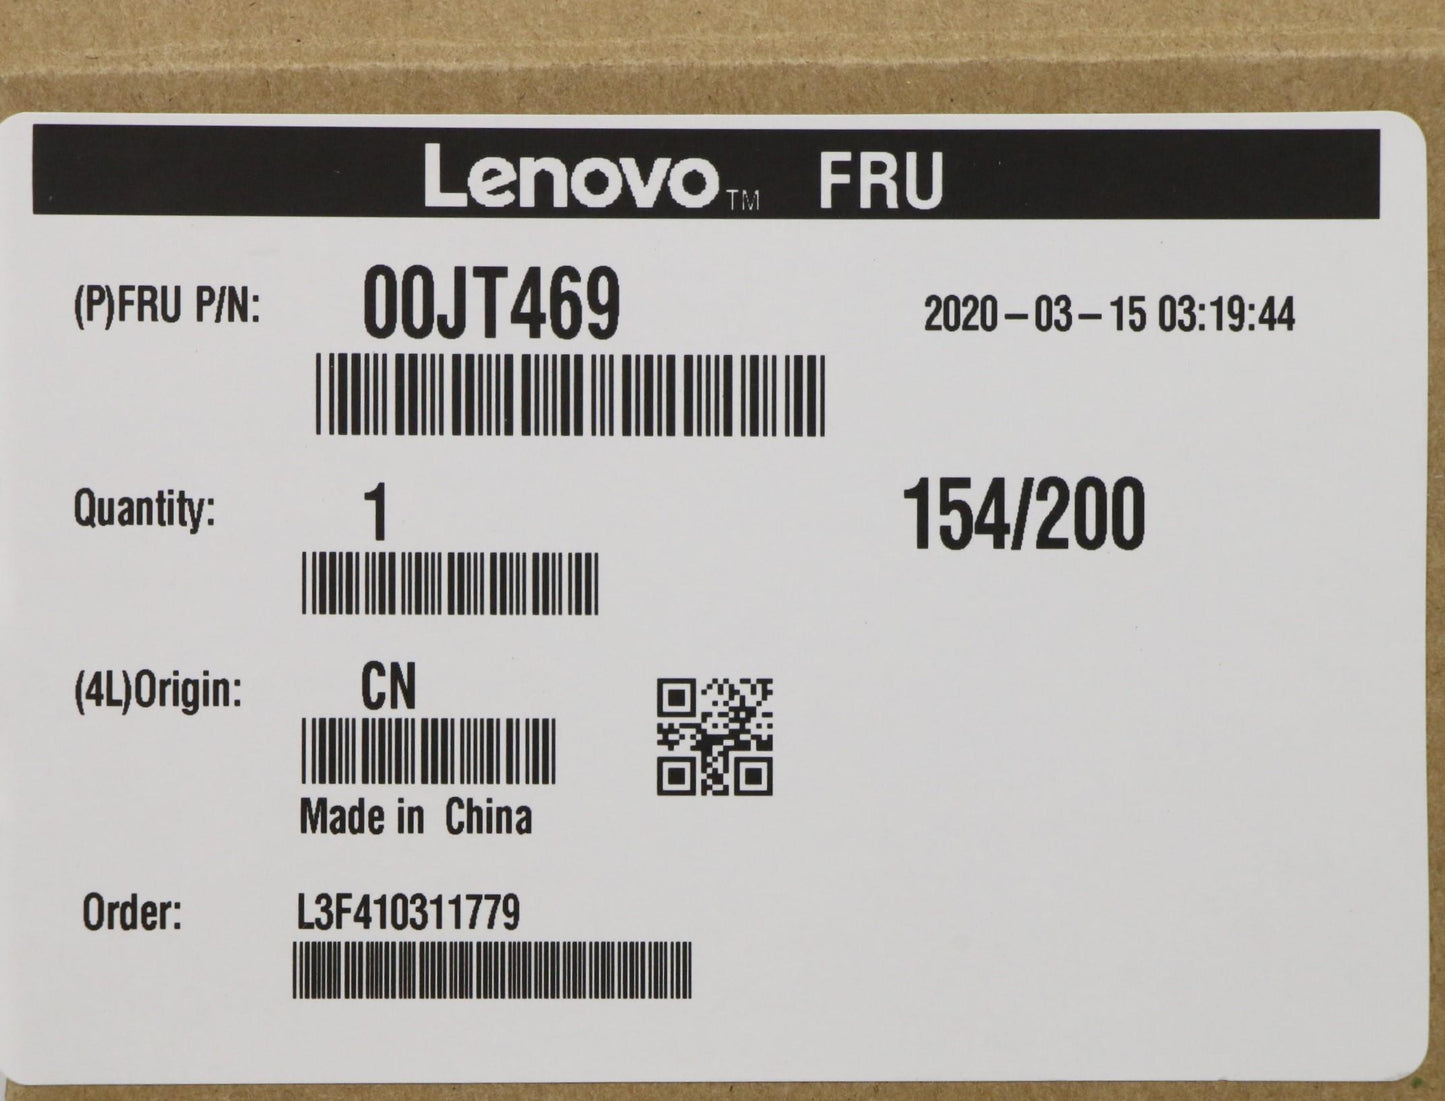 Lenovo™ FRU
(P)FRU P/N: 00JT469 2020-03-15 03:19:44
Quantity: 1 154/200
(4L)Origin: CN
Made in China
Order: L3F410311779